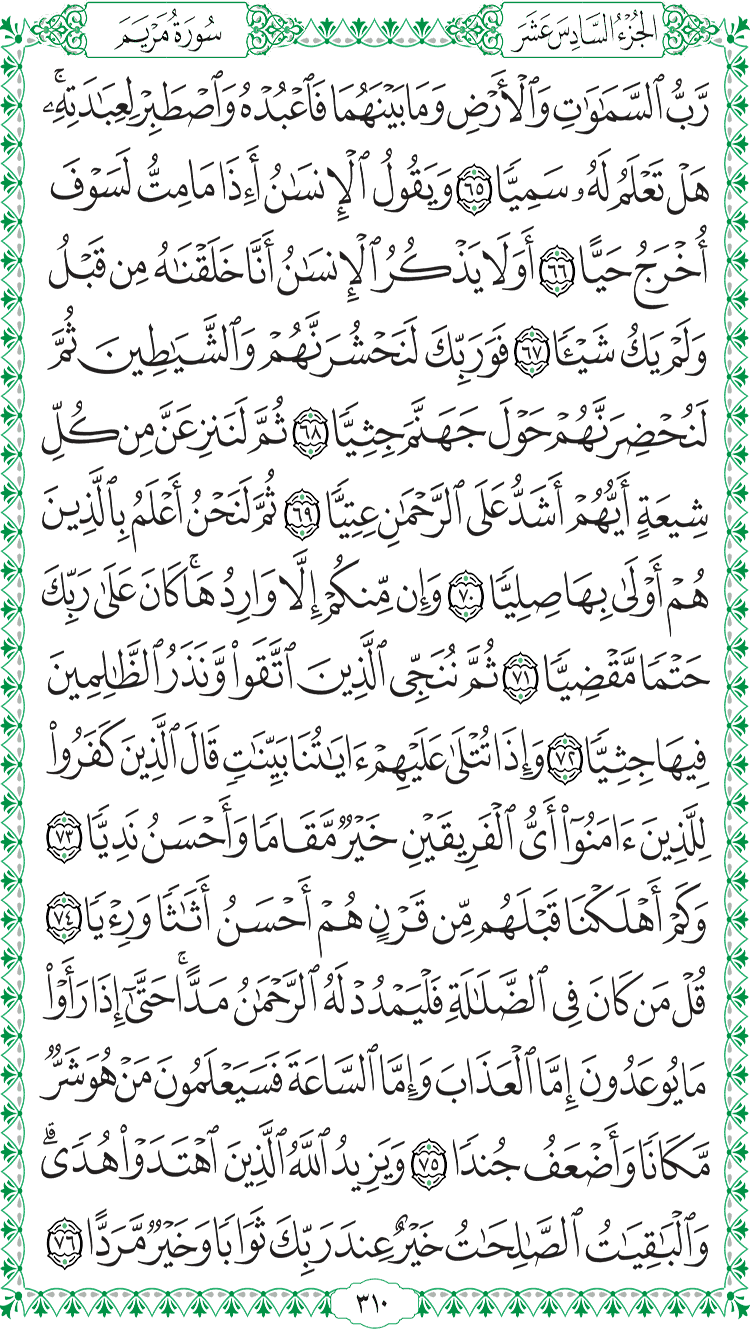 سُورَةُ مَرۡيَمَ
الجُزۡءُ السَّادِسَ عَشَرَ
رَّبُّ ٱلسَّمَٰوَٰتِ وَٱلۡأَرۡضِ وَمَا بَيۡنَهُمَا فَٱعۡبُدۡهُ وَٱصۡطَبِرۡ لِعِبَٰدَتِهِۦۚ
هَلۡ تَعۡلَمُ لَهُۥ سَمِيّٗا ٦٥ وَيَقُولُ ٱلۡإِنسَٰنُ أَءِذَا مَا مِتُّ لَسَوۡفَ
أُخۡرَجُ حَيًّا ٦٦ أَوَلَا يَذۡكُرُ ٱلۡإِنسَٰنُ أَنَّا خَلَقۡنَٰهُ مِن قَبۡلُ
وَلَمۡ يَكُ شَيۡـٔٗا ٦٧ فَوَرَبِّكَ لَنَحۡشُرَنَّهُمۡ وَٱلشَّيَٰطِينَ ثُمَّ
لَنُحۡضِرَنَّهُمۡ حَوۡلَ جَهَنَّمَ جِثِيّٗا ٦٨ ثُمَّ لَنَنزِعَنَّ مِن كُلِّ
شِيعَةٍ أَيُّهُمۡ أَشَدُّ عَلَى ٱلرَّحۡمَٰنِ عِتِيّٗا ٦٩ ثُمَّ لَنَحۡنُ أَعۡلَمُ بِٱلَّذِينَ
هُمۡ أَوۡلَىٰ بِهَا صِلِيّٗا ٧٠ وَإِن مِّنكُمۡ إِلَّا وَارِدُهَاۚ كَانَ عَلَىٰ رَبِّكَ
حَتۡمٗا مَّقۡضِيّٗا ٧١ ثُمَّ نُنَجِّي ٱلَّذِينَ ٱتَّقَواْ وَّنَذَرُ ٱلظَّٰلِمِينَ
فِيهَا جِثِيّٗا ٧٢ وَإِذَا تُتۡلَىٰ عَلَيۡهِمۡ ءَايَٰتُنَا بَيِّنَٰتٖ قَالَ ٱلَّذِينَ كَفَرُواْ
لِلَّذِينَ ءَامَنُوٓاْ أَيُّ ٱلۡفَرِيقَيۡنِ خَيۡرٞ مَّقَامٗا وَأَحۡسَنُ نَدِيّٗا ٧٣
وَكَمۡ أَهۡلَكۡنَا قَبۡلَهُم مِّن قَرۡنٍ هُمۡ أَحۡسَنُ أَثَٰثٗا وَرِءۡيٗا ٧٤
قُلۡ مَن كَانَ فِي ٱلضَّلَٰلَةِ فَلۡيَمۡدُدۡ لَهُ ٱلرَّحۡمَٰنُ مَدًّاۚ حَتَّىٰٓ إِذَا رَأَوۡاْ
مَا يُوعَدُونَ إِمَّا ٱلۡعَذَابَ وَإِمَّا ٱلسَّاعَةَ فَسَيَعۡلَمُونَ مَنۡ هُوَ شَرّٞ
مَّكَانٗا وَأَضۡعَفُ جُندٗا ٧٥ وَيَزِيدُ ٱللَّهُ ٱلَّذِينَ ٱهۡتَدَوۡاْ هُدٗىۗ
وَٱلۡبَٰقِيَٰتُ ٱلصَّٰلِحَٰتُ خَيۡرٌ عِندَ رَبِّكَ ثَوَابٗا وَخَيۡرٞ مَّرَدًّا ٧٦
٣١٠